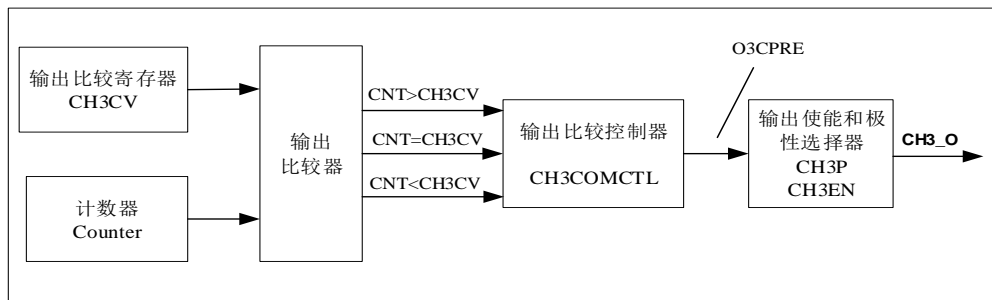 输出比较寄存器
CH3CV
计数器
Counter
输出
比较器
CNT>CH3CV
CNT=CH3CV
CNT<CH3CV
输出比较控制器
CH3COMCTL
O3CPRE
输出使能和极
性选择器
CH3P
CH3EN
CH3_O